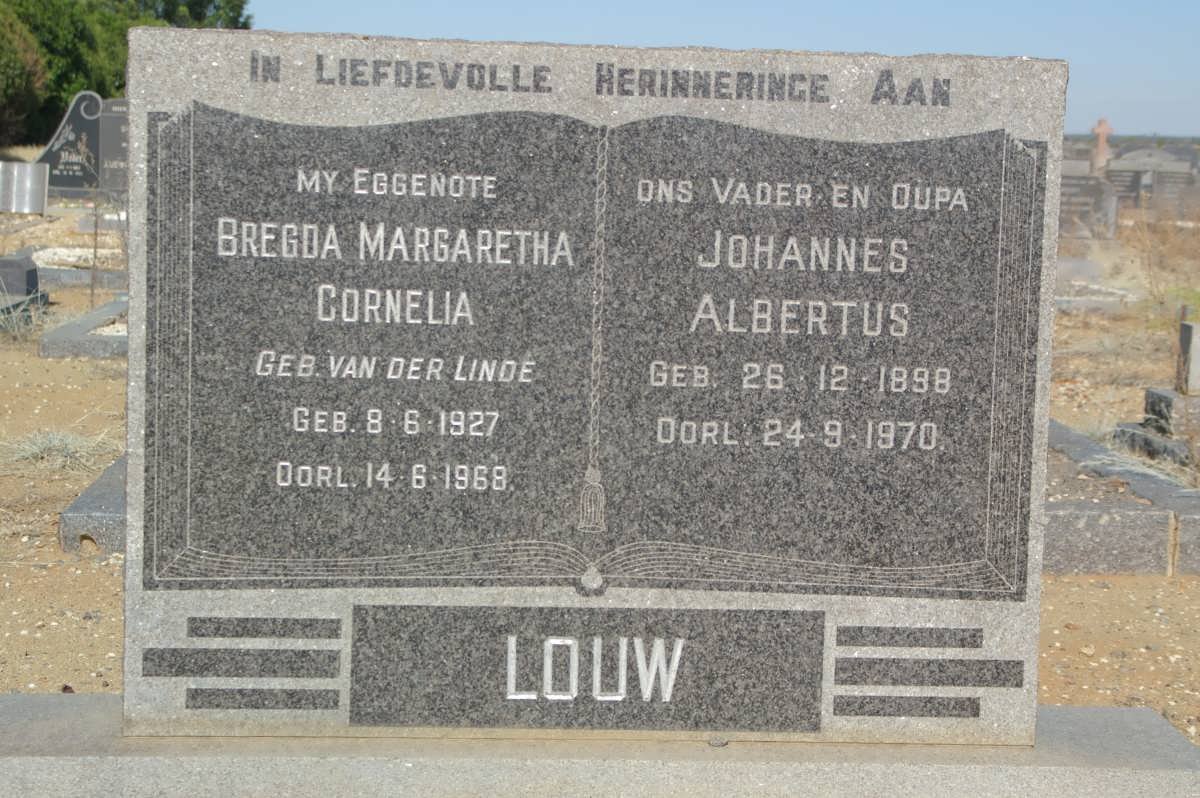 IN LIEFDEVOLLE HERINNERINGE AAN
MY EGGENOTE
BREGDA MARGARETHA
CORNELIA
GEB. VAN DER LINDE
GEB. 8·6·1927
OORL. 14·6·1968.
ONS VADER EN OUPA
JOHANNES
ALBERTUS
GEB. 26·12·1898
OORL. 24·9·1970.
LOUW